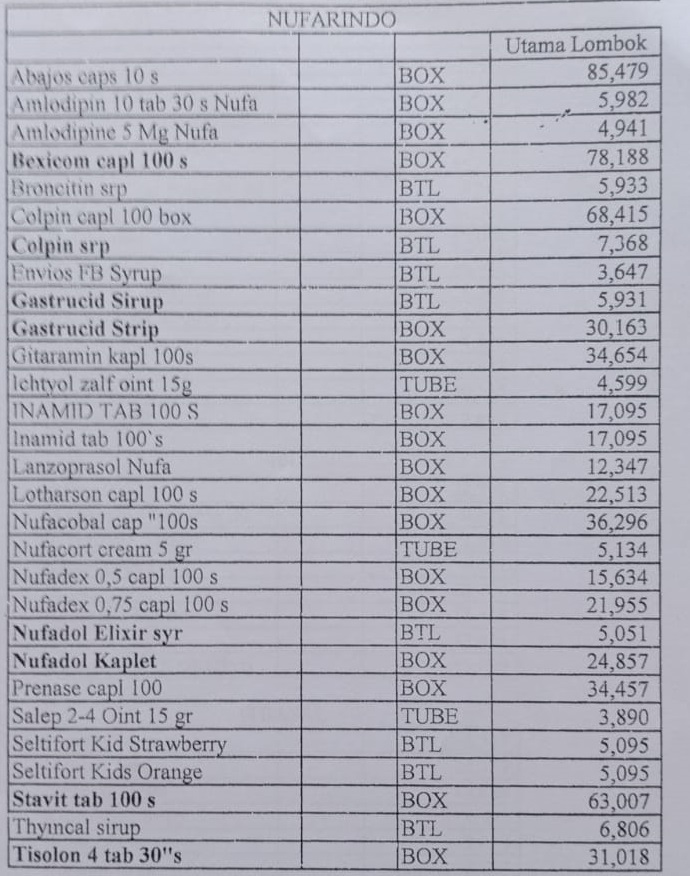 NUFARINDO
Utama Lombok
Abajos caps 10 s BOX 85,479
Amlodipin 10 tab 30 s Nufa BOX 5,982
Amlodipine 5 Mg Nufa BOX 4,941
Bexicom capl 100 s BOX 78,188
Broncitin srp BTL 5,933
Colpin capl 100 box BOX 68,415
Colpin srp BTL 7,368
Envios FB Syrup BTL 3,647
Gastrucid Sirup BTL 5,931
Gastrucid Strip BOX 30,163
Gitaramin kapl 100s BOX 34,654
Ichtyol zalf oint 15g TUBE 4,599
INAMID TAB 100 S BOX 17,095
Inamid tab 100`s BOX 17,095
Lanzoprasol Nufa BOX 12,347
Lotharson capl 100 s BOX 22,513
Nufacobal cap "100s BOX 36,296
Nufacort cream 5 gr TUBE 5,134
Nufadex 0,5 capl 100 s BOX 15,634
Nufadex 0,75 capl 100 s BOX 21,955
Nufadol Elixir syr BTL 5,051
Nufadol Kaplet BOX 24,857
Prenase capl 100 BOX 34,457
Salep 2-4 Oint 15 gr TUBE 3,890
Seltifort Kid Strawberry BTL 5,095
Seltifort Kids Orange BTL 5,095
Stavit tab 100 s BOX 63,007
Thymcal sirup BTL 6,806
Tisolon 4 tab 30"s BOX 31,018